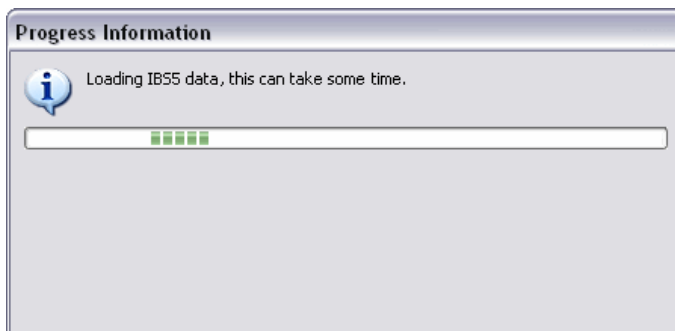 Progress Information
Loading IBS5 data, this can take some time.